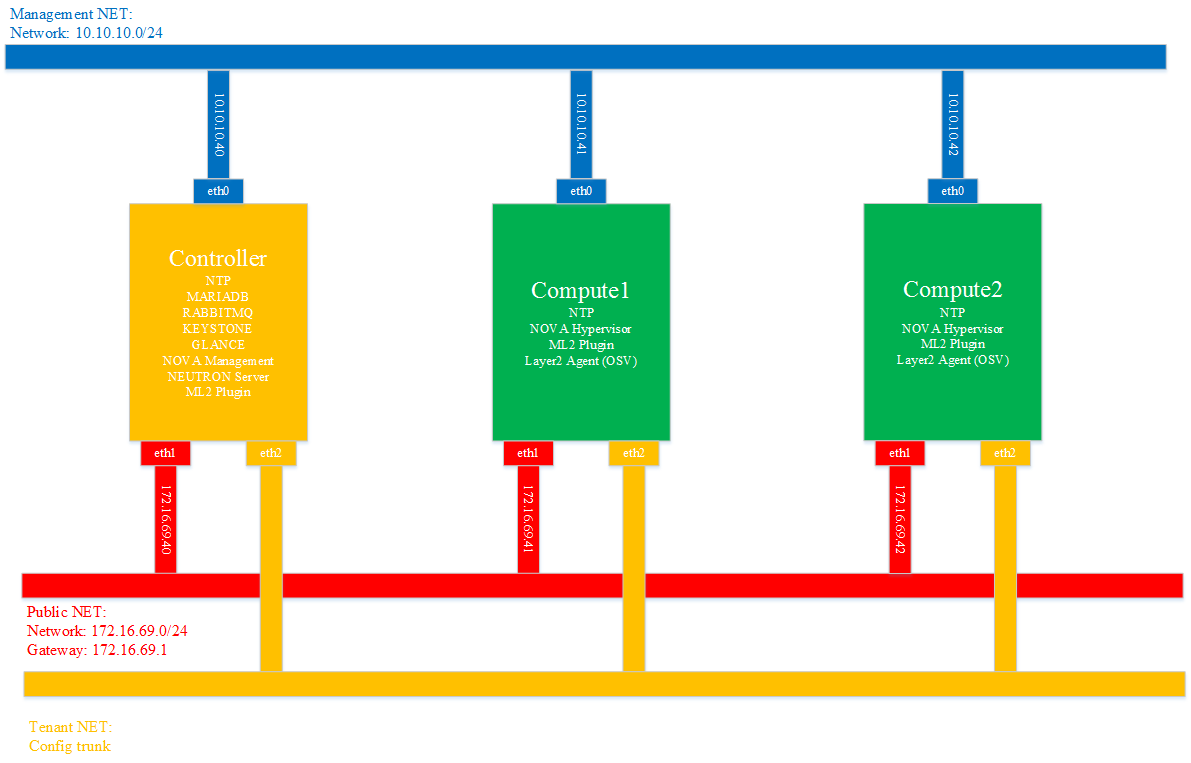 Management NET:
Network: 10.10.10.0/24
10.10.10.40
10.10.10.41
10.10.10.42
eth0
eth0
eth0
Controller
NTP
MARIADB
RABBITMQ
KEYSTONE
GLANCE
NOVA Management
NEUTRON Server
ML2 Plugin
Compute1
NTP
NOVA Hypervisor
ML2 Plugin
Layer2 Agent (OSV)
Compute2
NTP
NOVA Hypervisor
ML2 Plugin
Layer2 Agent (OSV)
eth1
eth2
eth1
eth2
eth1
eth2
172.16.69.40
172.16.69.41
172.16.69.42
Public NET:
Network: 172.16.69.0/24
Gateway: 172.16.69.1
Tenant NET:
Config trunk